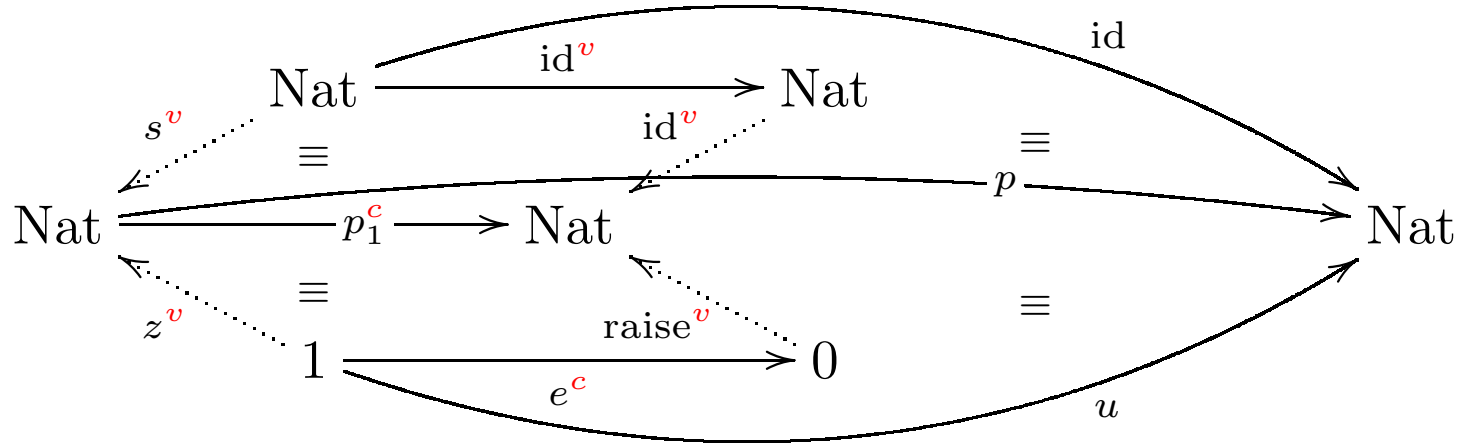 id
id^v
Nat Nat
s^v id^v
≡ ≡
p
Nat p_1^c Nat Nat
≡ ≡
z^v raise^v
1 0
e^c u